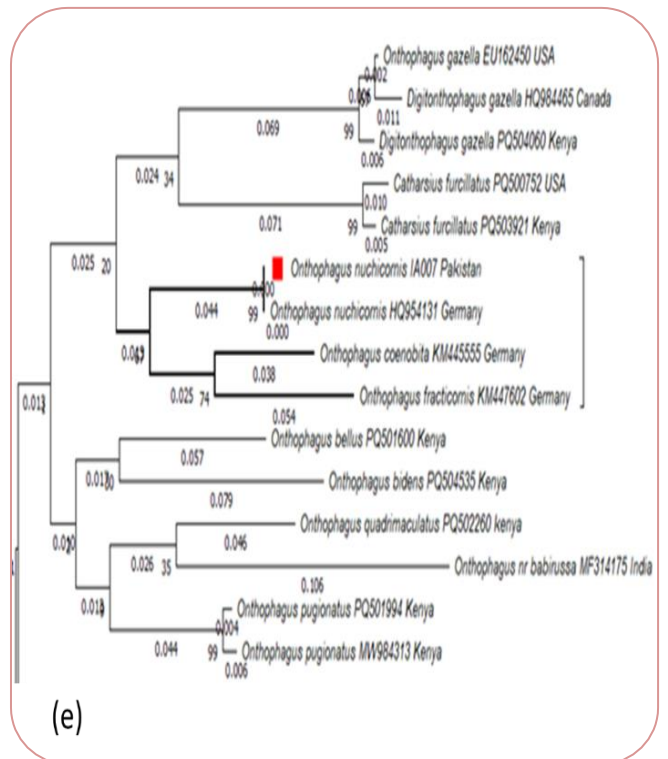 Onthophagus gazella EU162450 USA
0.002
Digitonthophagus gazella HQ984465 Canada
0.011
0.069
99
Digitonthophagus gazella PQ504060 Kenya
0.006
0.024 34
Catharsius furcillatus PQ500752 USA
0.010
0.071
99
Catharsius furcillatus PQ503921 Kenya
0.005
0.025 20
Onthophagus nuchicornis IA007 Pakistan
0.000
0.044
99
Onthophagus nuchicornis HQ954131 Germany
0.000
Onthophagus coenobita KM445555 Germany
0.038
0.025 74
Onthophagus fracticornis KM447602 Germany
0.054
Onthophagus bellus PQ501600 Kenya
0.057
Onthophagus bidens PQ504535 Kenya
0.079
Onthophagus quadrimaculatus PQ502260 kenya
0.046
0.026 35
Onthophagus nr babirussa MF314175 India
0.106
Onthophagus pugionatus PQ501994 Kenya
0.004
0.044
99
Onthophagus pugionatus MW984313 Kenya
0.006
(e)